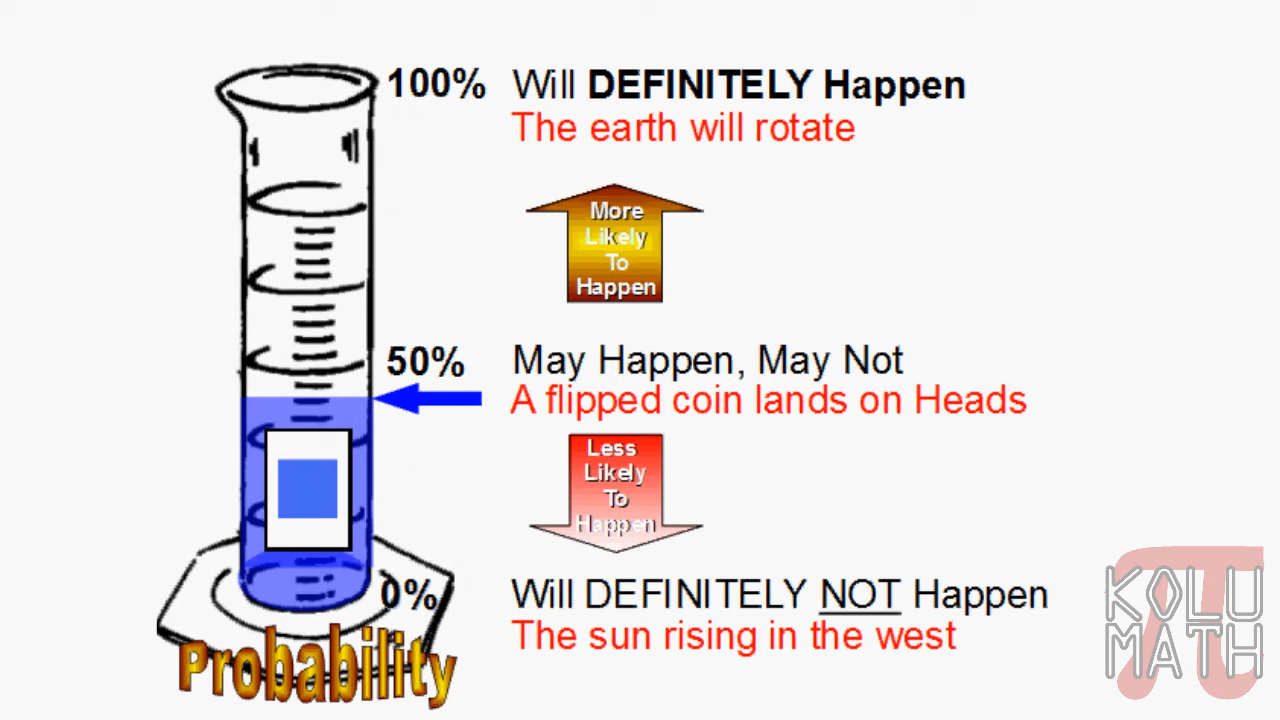 100% Will DEFINITELY Happen
The earth will rotate
More
Likely
To
Happen
50% May Happen, May Not
A flipped coin lands on Heads
Less
Likely
To
Happen
0% Will DEFINITELY NOT Happen
The sun rising in the west
Probability
KOLU
MATH